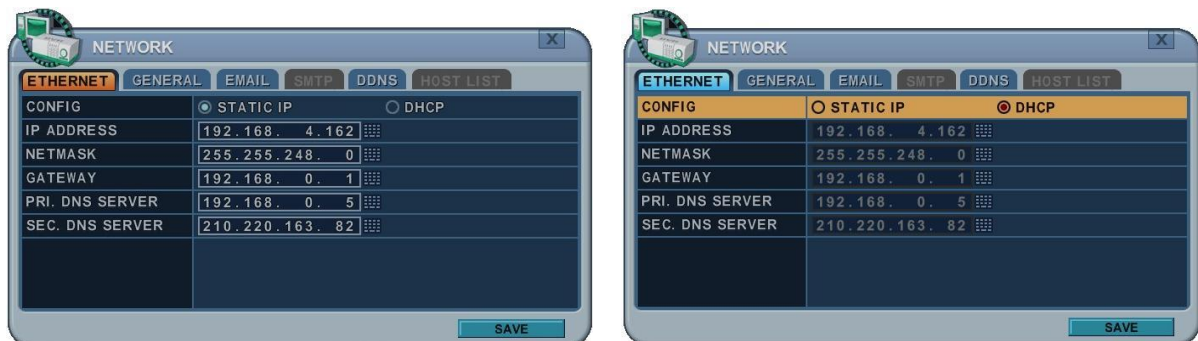 NETWORK X
ETHERNET GENERAL EMAIL SMTP DDNS HOST LIST
CONFIG STATIC IP DHCP
IP ADDRESS 192.168. 4.162
NETMASK 255.255.248. 0
GATEWAY 192.168. 0. 1
PRI. DNS SERVER 192.168. 0. 5
SEC. DNS SERVER 210.220.163. 82
SAVE
NETWORK X
ETHERNET GENERAL EMAIL SMTP DDNS HOST LIST
CONFIG STATIC IP DHCP
IP ADDRESS 192.168. 4.162
NETMASK 255.255.248. 0
GATEWAY 192.168. 0. 1
PRI. DNS SERVER 192.168. 0. 5
SEC. DNS SERVER 210.220.163. 82
SAVE